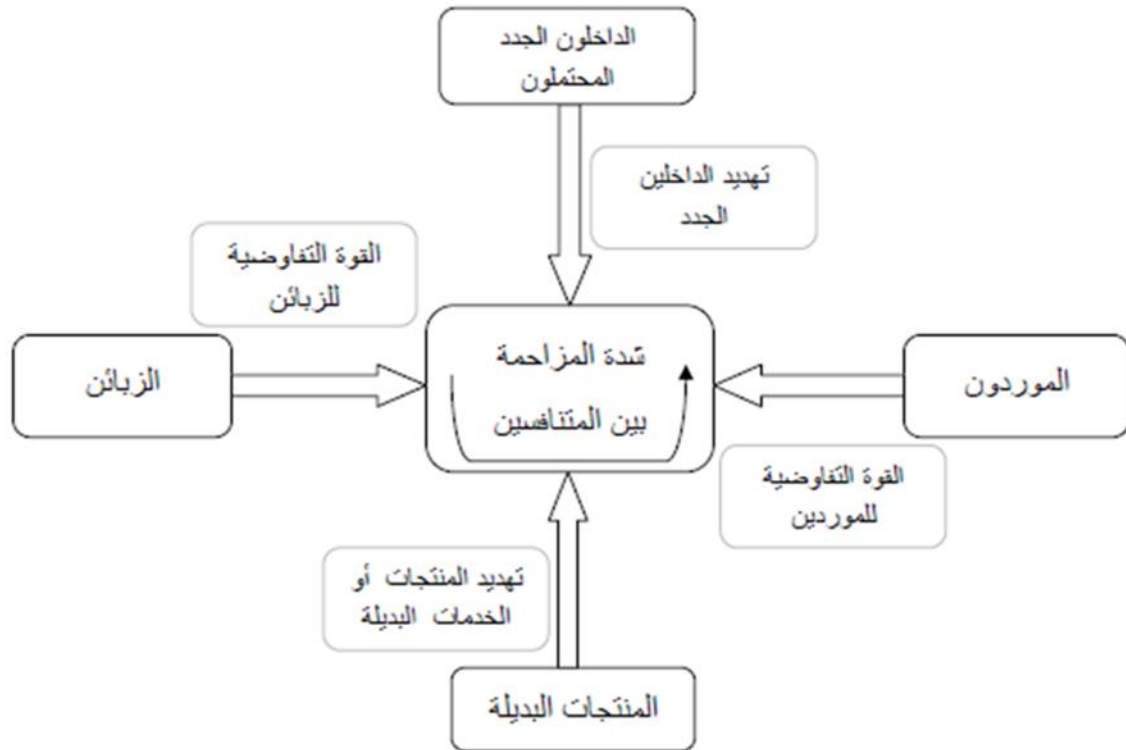 الداخلون الجدد
المحتملون
تهديد الداخلين
الجدد
القوة التفاوضية
للزبائن
الموردون
شدة المزاحمة
بين المتنافسين
الزبائن
القوة التفاوضية
للموردين
تهديد المنتجات أو
الخدمات البديلة
المنتجات البديلة